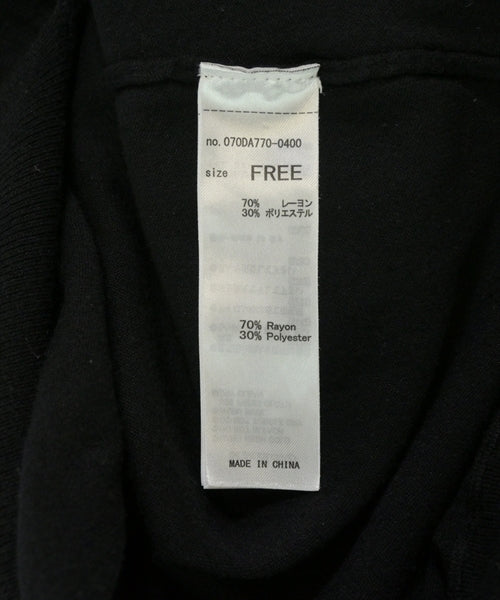 no. 070DA770-0400
size FREE
70% レーヨン
30% ポリエステル
70% Rayon
30% Polyester
MADE IN CHINA